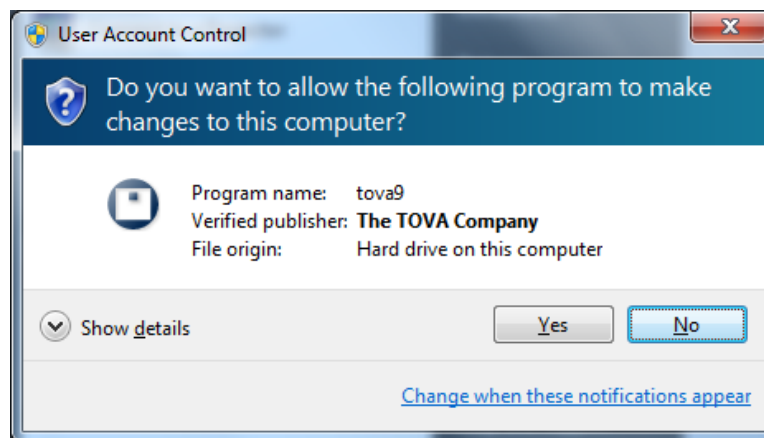 User Account Control
Do you want to allow the following program to make
changes to this computer?
Program name: tova9
Verified publisher: The TOVA Company
File origin: Hard drive on this computer
Show details
Yes
No
Change when these notifications appear